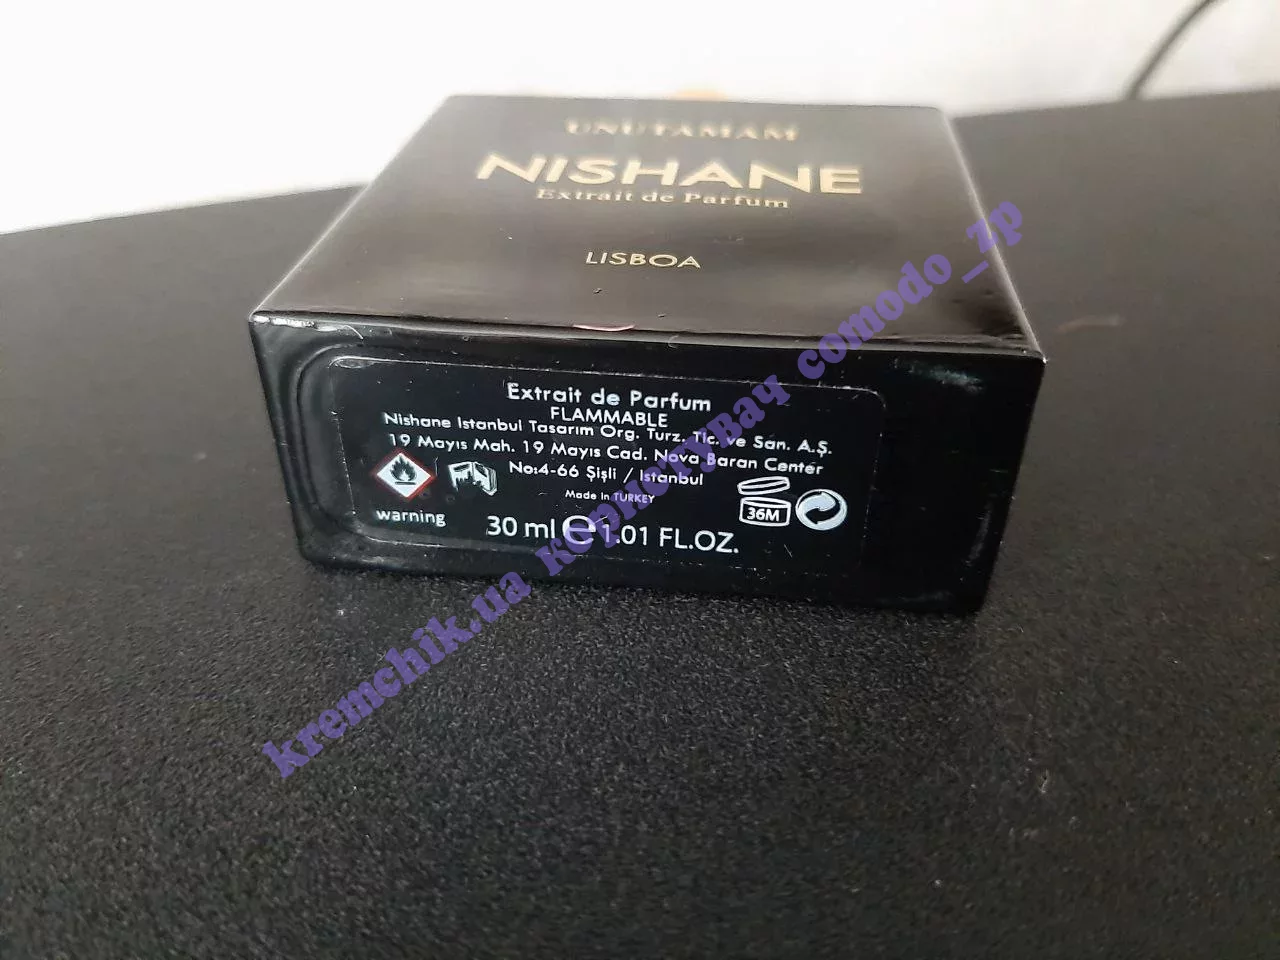 UNUTAMAM
NISHANE
Extrait de Parfum
LISBOA
Extrait de Parfum
FLAMMABLE
Nishane Istanbul Tasarım Org. Turz. Tic. ve San. A.Ş.
19 Mayıs Mah. 19 Mayıs Cad. Nova Baran Center
No:4-66 Şişli / Istanbul
Made in TURKEY
36M
warning
30 ml ℮ 1.01 FL.OZ.
kremchik.ua користувач comodo_zp